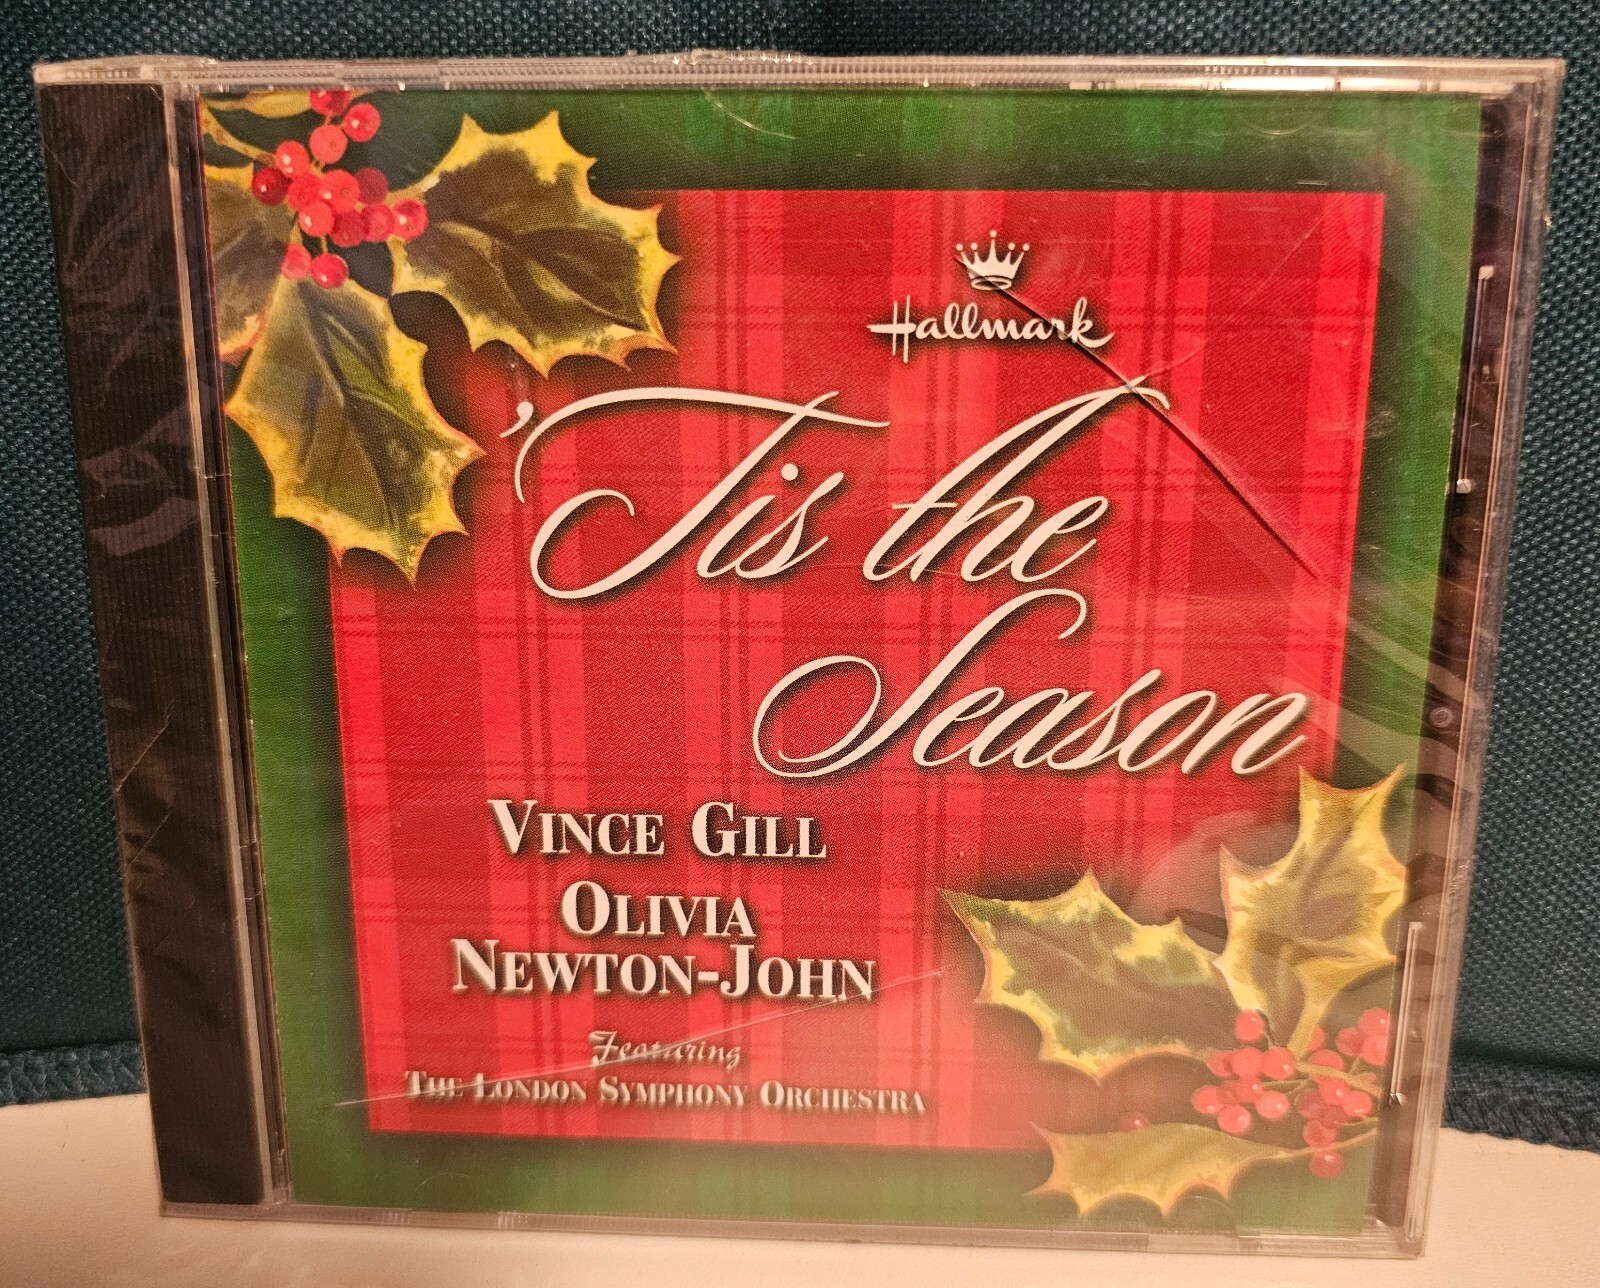 Hallmark
'Tis the
Season
VINCE GILL
OLIVIA
NEWTON-JOHN
Featuring
THE LONDON SYMPHONY ORCHESTRA